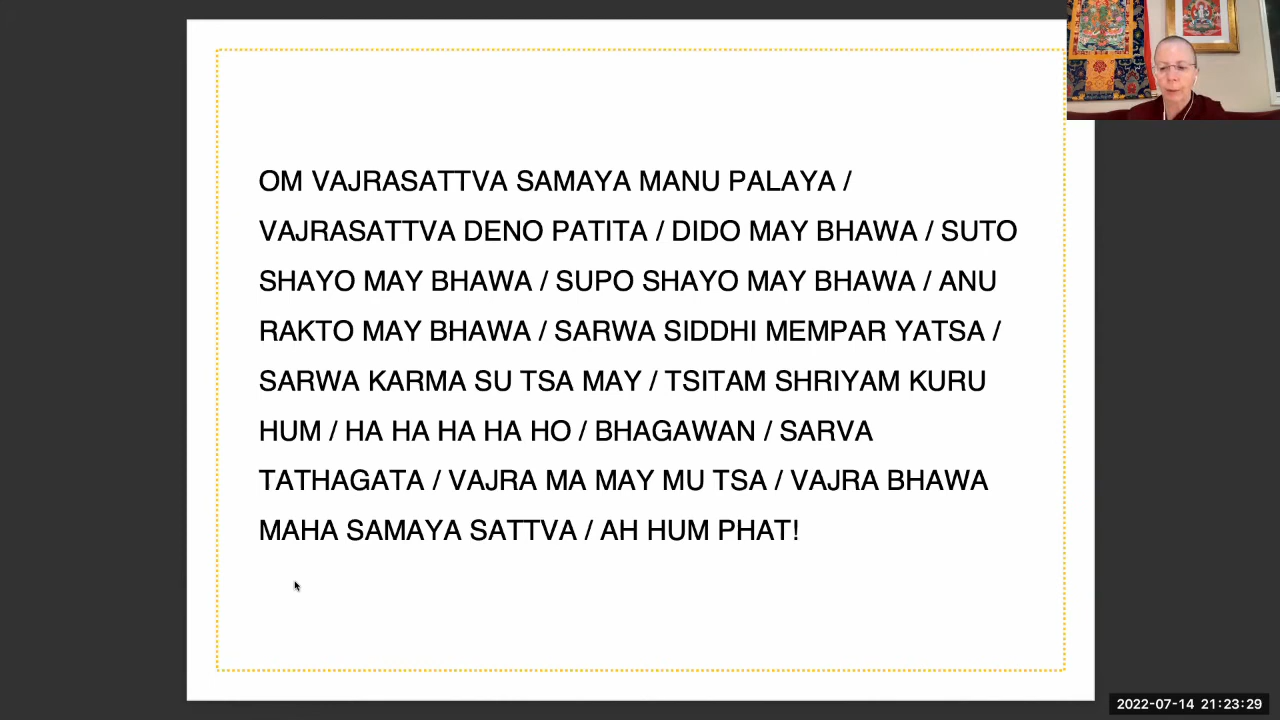 OM VAJRASATTVA SAMAYA MANU PALAYA /
VAJRASATTVA DENO PATITA / DIDO MAY BHAWA / SUTO
SHAYO MAY BHAWA / SUPO SHAYO MAY BHAWA / ANU
RAKTO MAY BHAWA / SARWA SIDDHI MEMPAR YATSA /
SARWA KARMA SU TSA MAY / TSITAM SHRIYAM KURU
HUM / HA HA HA HA HO / BHAGAWAN / SARVA
TATHAGATA / VAJRA MA MAY MU TSA / VAJRA BHAWA
MAHA SAMAYA SATTVA / AH HUM PHAT!
2022-07-14 21:23:29